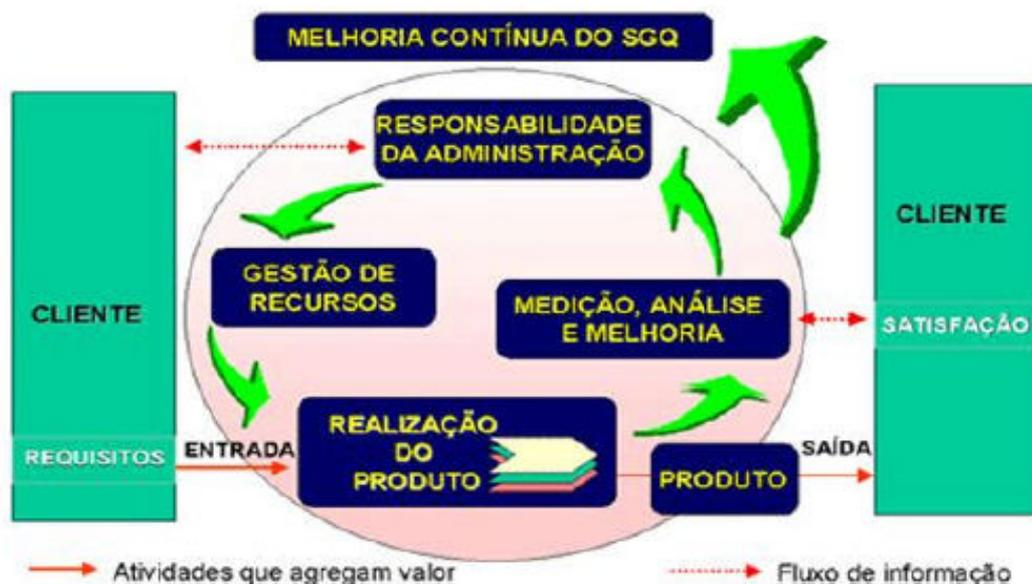 MELHORIA CONTÍNUA DO SGQ
RESPONSABILIDADE
DA ADMINISTRAÇÃO
CLIENTE
GESTÃO DE
RECURSOS
MEDIÇÃO, ANÁLISE
E MELHORIA
CLIENTE
SATISFAÇÃO
REQUISITOS
ENTRADA
REALIZAÇÃO
DO
PRODUTO
PRODUTO
SAÍDA
Atividades que agregam valor
Fluxo de informação